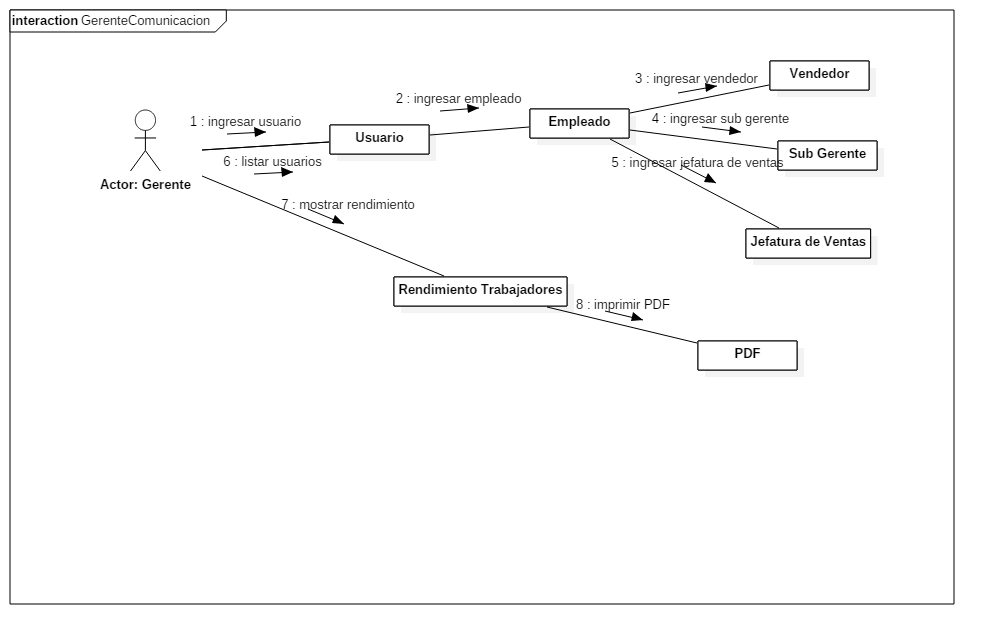 interaction GerenteComunicacion
3 : ingresar vendedor
Vendedor
2 : ingresar empleado
1 : ingresar usuario
Usuario
Empleado
4 : ingresar sub gerente
Sub Gerente
6 : listar usuarios
5 : ingresar jefatura de ventas
Actor: Gerente
7 : mostrar rendimiento
Jefatura de Ventas
Rendimiento Trabajadores
8 : imprimir PDF
PDF